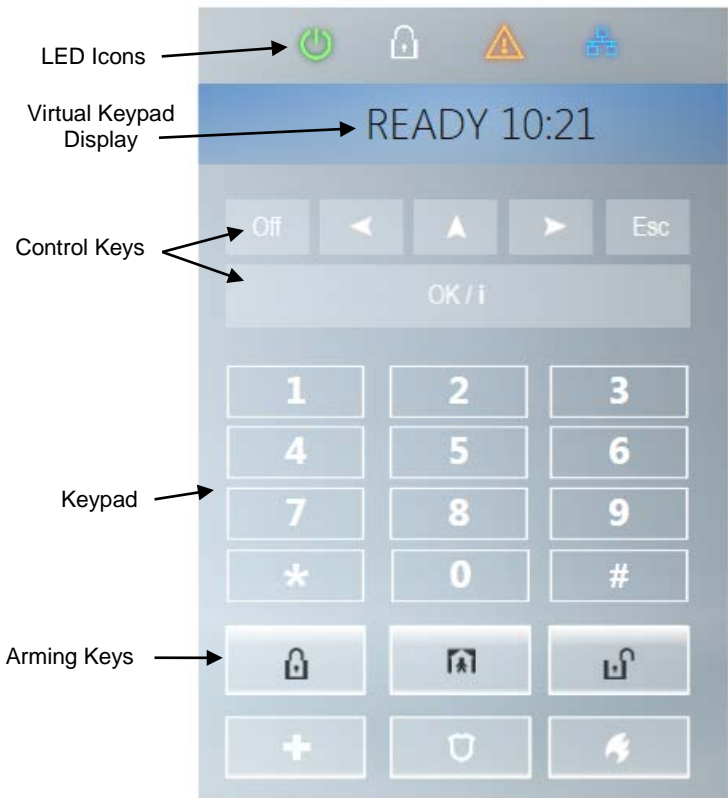 LED Icons
Virtual Keypad
Display
READY 10:21
Control Keys
Off
Esc
OK / i
Keypad
1 2 3
4 5 6
7 8 9
* 0 #
Arming Keys